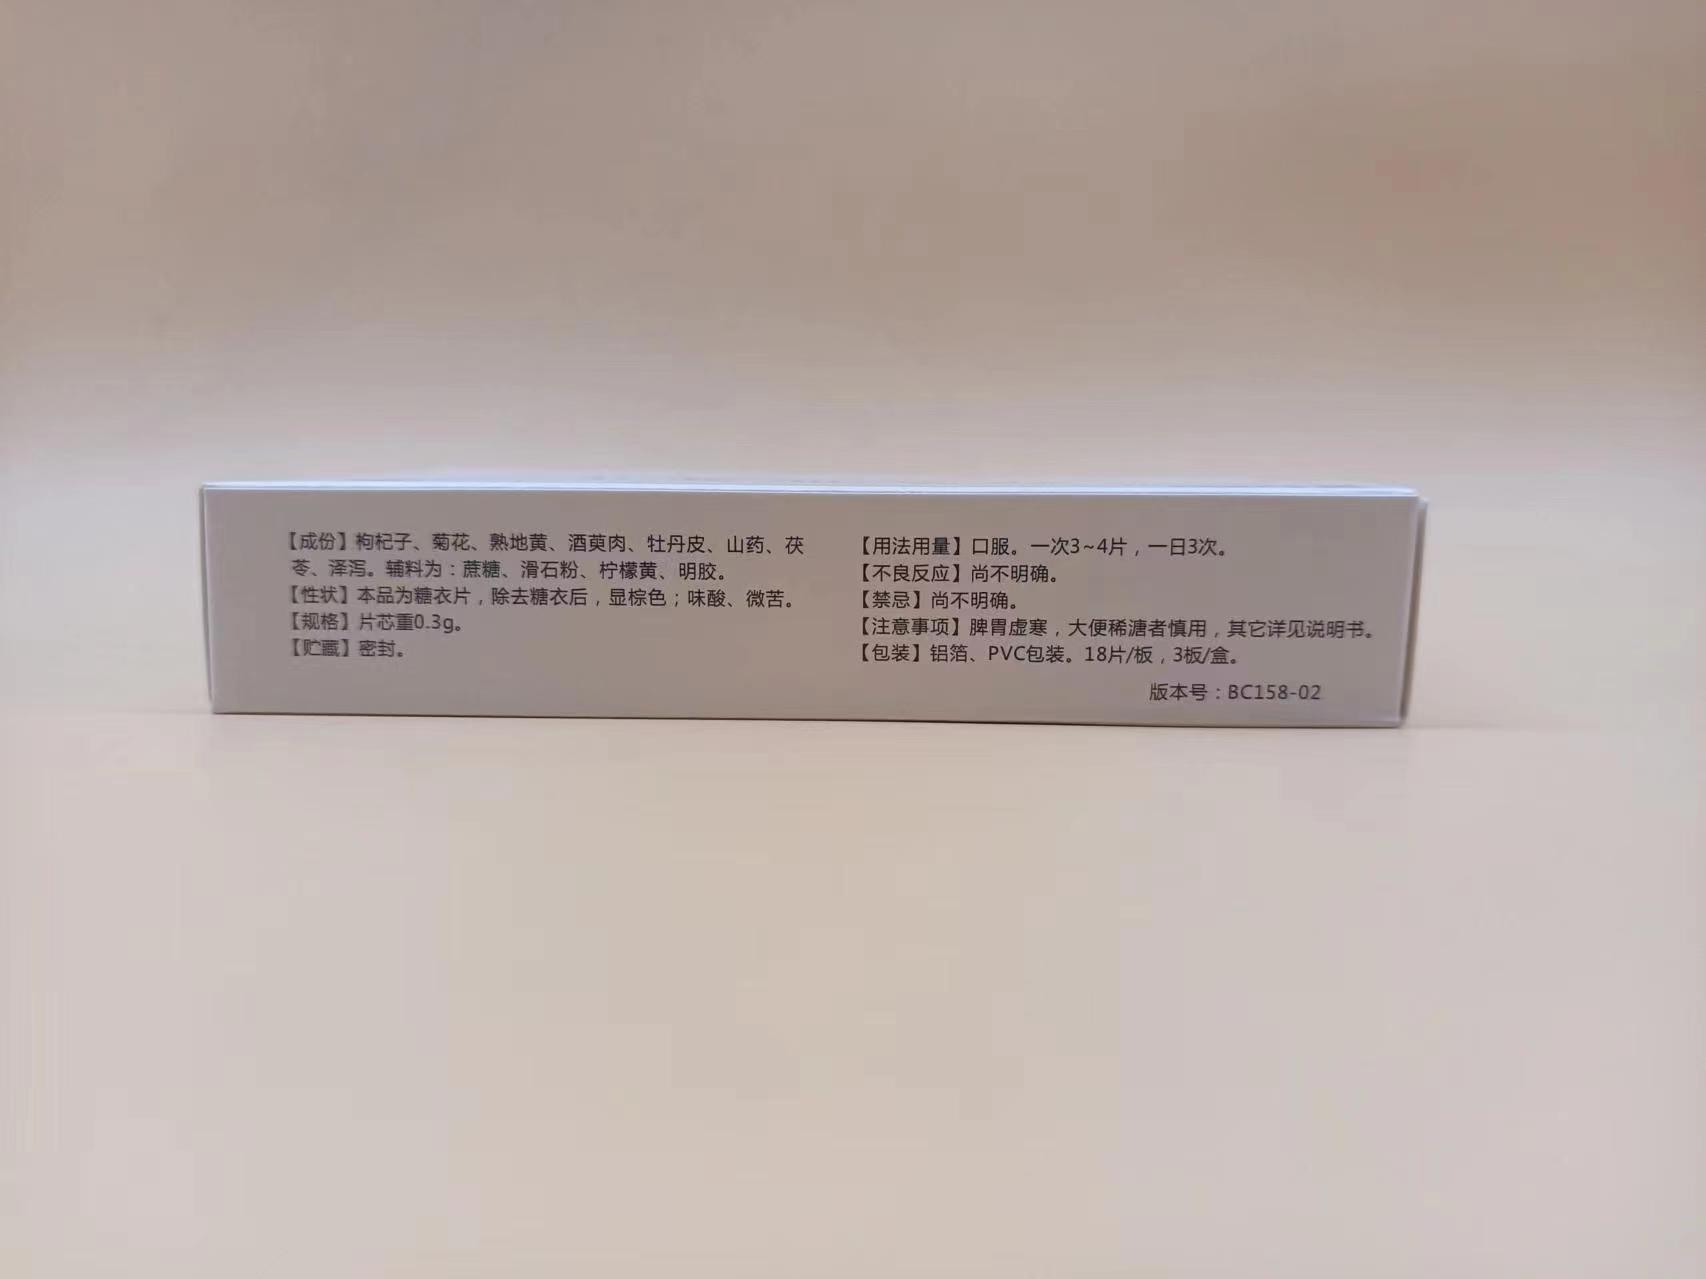 【成份】枸杞子、菊花、熟地黄、酒萸肉、牡丹皮、山药、茯
苓、泽泻。辅料为：蔗糖、滑石粉、柠檬黄、明胶。
【性状】本品为糖衣片，除去糖衣后，显棕色；味酸、微苦。
【规格】片芯重0.3g。
【贮藏】密封。
【用法用量】口服。一次3~4片，一日3次。
【不良反应】尚不明确。
【禁忌】尚不明确。
【注意事项】脾胃虚寒，大便稀溏者慎用，其它详见说明书。
【包装】铝箔、PVC包装。18片/板，3板/盒。
版本号：BC158-02